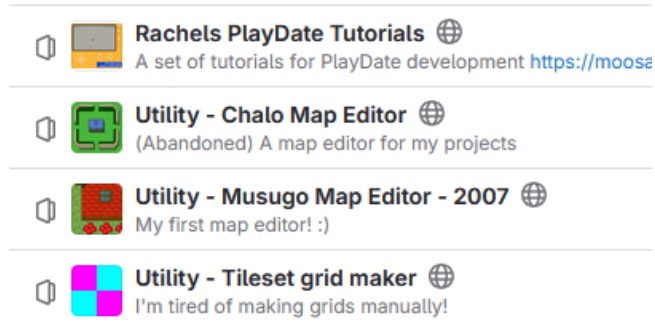 Rachels PlayDate Tutorials
A set of tutorials for PlayDate development https://moosa
Utility - Chalo Map Editor
(Abandoned) A map editor for my projects
Utility - Musugo Map Editor - 2007
My first map editor! :)
Utility - Tileset grid maker
I'm tired of making grids manually!